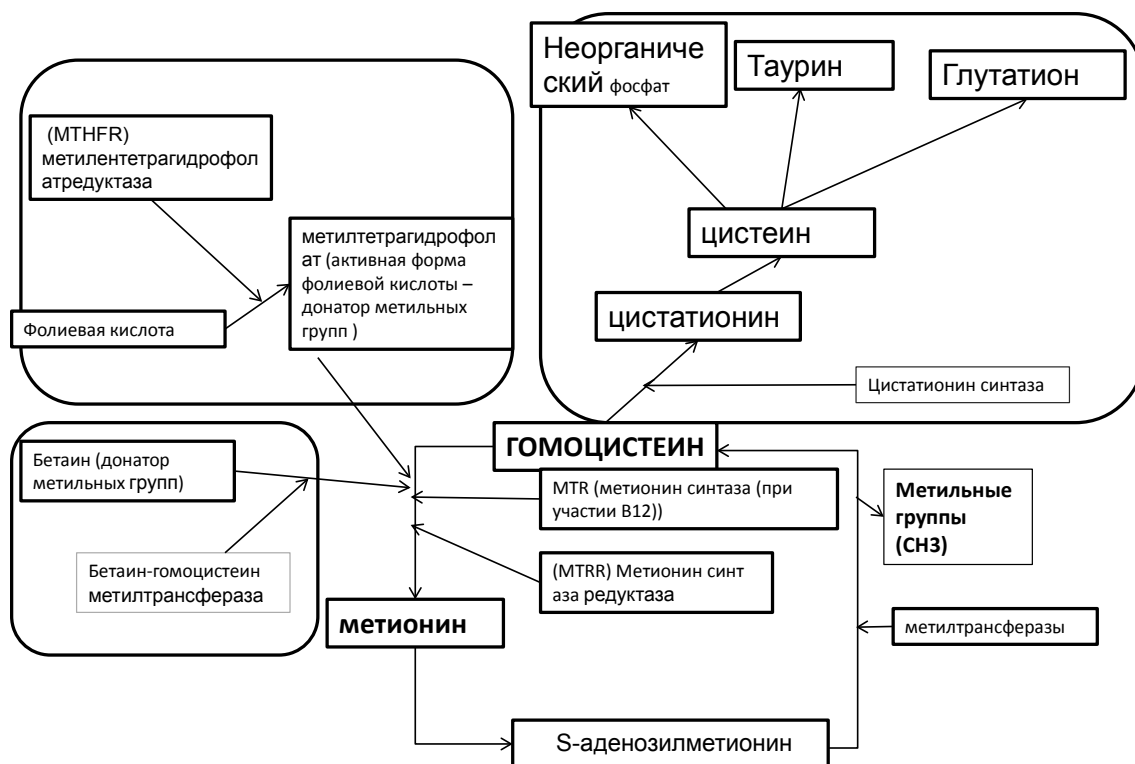 Неорганиче
ский фосфат
Таурин
Глутатион
(MTHFR)
метилентетрагидрофол
атредуктаза
метилтетрагидрофол
ат (активная форма
фолиевой кислоты –
донатор метильных
групп )
Фолиевая кислота
цистеин
цистатионин
Цистатионин синтаза
ГОМОЦИСТЕИН
Бетаин (донатор
метильных групп)
MTR (метионин синтаза (при
участии В12))
Метильные
группы
(СН3)
Бетаин-гомоцистеин
метилтрансфераза
(MTRR) Метионин синт
аза редуктаза
метионин
метилтрансферазы
S-аденозилметионин